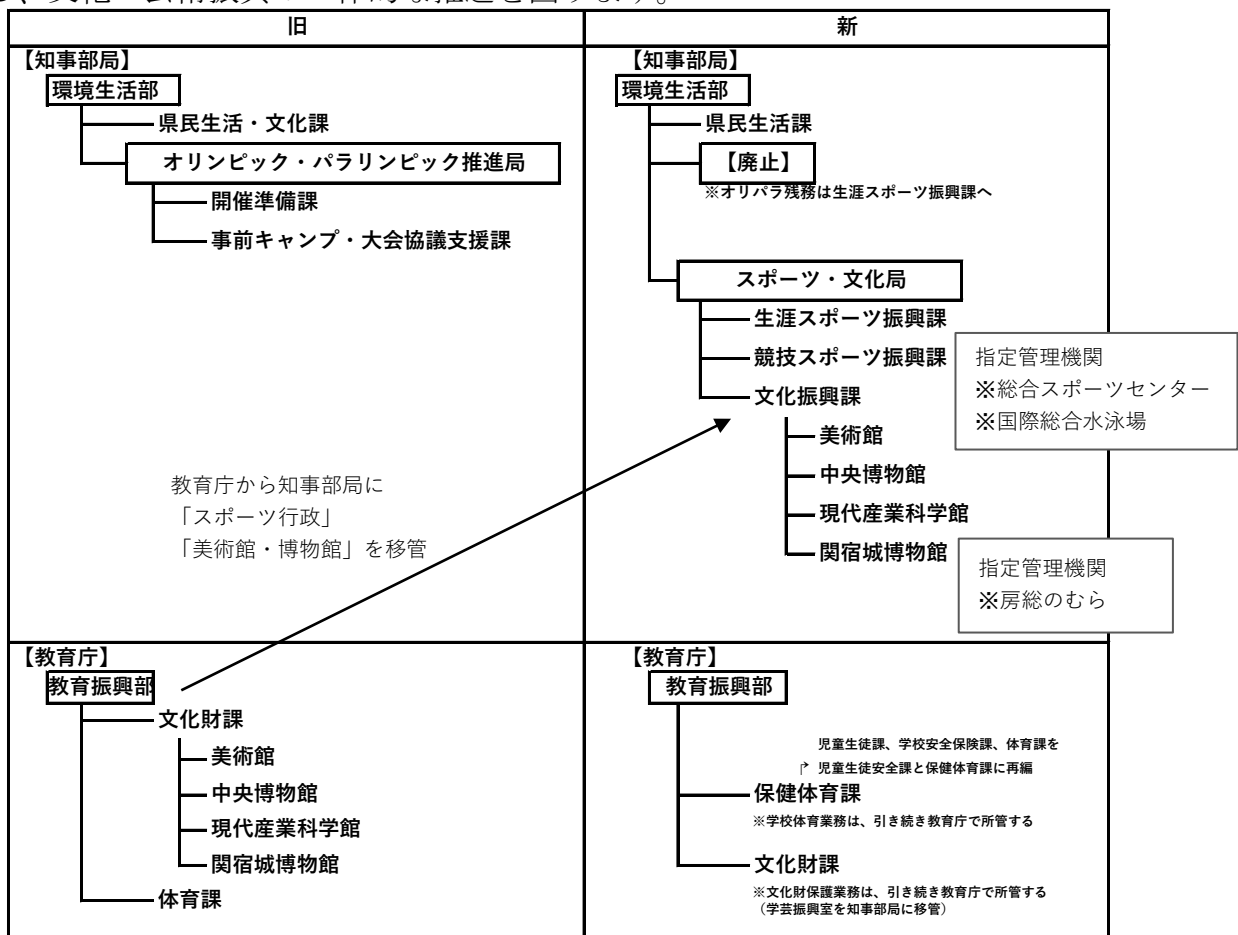 旧
新
【知事部局】
環境生活部
県民生活・文化課
オリンピック・パラリンピック推進局
開催準備課
事前キャンプ・大会協議支援課
教育庁から知事部局に
「スポーツ行政」
「美術館・博物館」を移管
【知事部局】
環境生活部
県民生活課
【廃止】
※オリパラ残務は生涯スポーツ振興課へ
スポーツ・文化局
生涯スポーツ振興課
競技スポーツ振興課
文化振興課
美術館
中央博物館
現代産業科学館
関宿城博物館
指定管理機関
※総合スポーツセンター
※国際総合水泳場
指定管理機関
※房総のむら
【教育庁】
教育振興部
文化財課
美術館
中央博物館
現代産業科学館
関宿城博物館
体育課
【教育庁】
教育振興部
児童生徒課、学校安全保険課、体育課を
児童生徒安全課と保健体育課に再編
保健体育課
※学校体育業務は、引き続き教育庁で所管する
文化財課
※文化財保護業務は、引き続き教育庁で所管する
（学芸振興室を知事部局に移管）